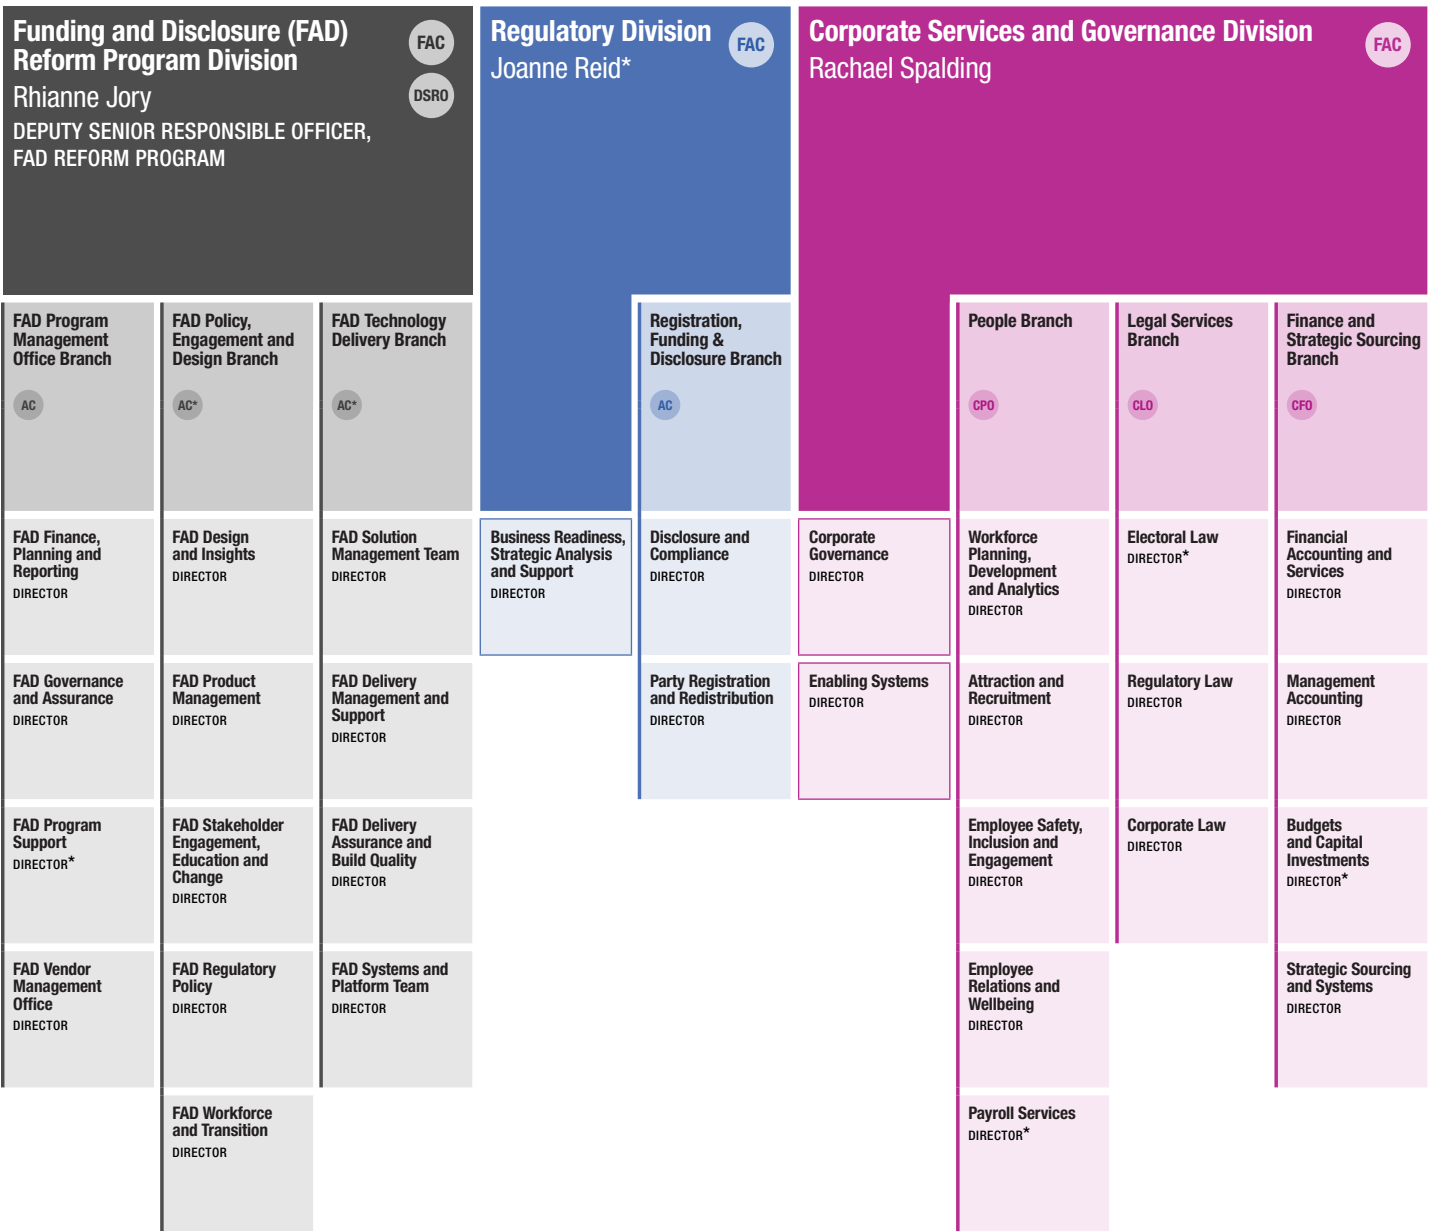 Funding and Disclosure (FAD)
Reform Program Division
Rhianne Jory
DEPUTY SENIOR RESPONSIBLE OFFICER,
FAD REFORM PROGRAM
FAC
DSRO
FAD Program
Management
Office Branch
AC
FAD Finance,
Planning and
Reporting
DIRECTOR
FAD Governance
and Assurance
DIRECTOR
FAD Program
Support
DIRECTOR*
FAD Vendor
Management
Office
DIRECTOR
FAD Policy,
Engagement and
Design Branch
AC*
FAD Design
and Insights
DIRECTOR
FAD Product
Management
DIRECTOR
FAD Stakeholder
Engagement,
Education and
Change
DIRECTOR
FAD Regulatory
Policy
DIRECTOR
FAD Workforce
and Transition
DIRECTOR
FAD Technology
Delivery Branch
AC*
FAD Solution
Management Team
DIRECTOR
FAD Delivery
Management and
Support
DIRECTOR
FAD Delivery
Assurance and
Build Quality
DIRECTOR
FAD Systems and
Platform Team
DIRECTOR
Regulatory Division
Joanne Reid*
FAC
Business Readiness,
Strategic Analysis
and Support
DIRECTOR
Registration,
Funding &
Disclosure Branch
AC
Disclosure and
Compliance
DIRECTOR
Party Registration
and Redistribution
DIRECTOR
Corporate Services and Governance Division
Rachael Spalding
FAC
Corporate
Governance
DIRECTOR
Enabling Systems
DIRECTOR
People Branch
CPO
Workforce
Planning,
Development
and Analytics
DIRECTOR
Attraction and
Recruitment
DIRECTOR
Employee Safety,
Inclusion and
Engagement
DIRECTOR
Employee
Relations and
Wellbeing
DIRECTOR
Payroll Services
DIRECTOR*
Legal Services
Branch
CLO
Electoral Law
DIRECTOR*
Regulatory Law
DIRECTOR
Corporate Law
DIRECTOR
Finance and
Strategic Sourcing
Branch
CFO
Financial
Accounting and
Services
DIRECTOR
Management
Accounting
DIRECTOR
Budgets
and Capital
Investments
DIRECTOR*
Strategic Sourcing
and Systems
DIRECTOR